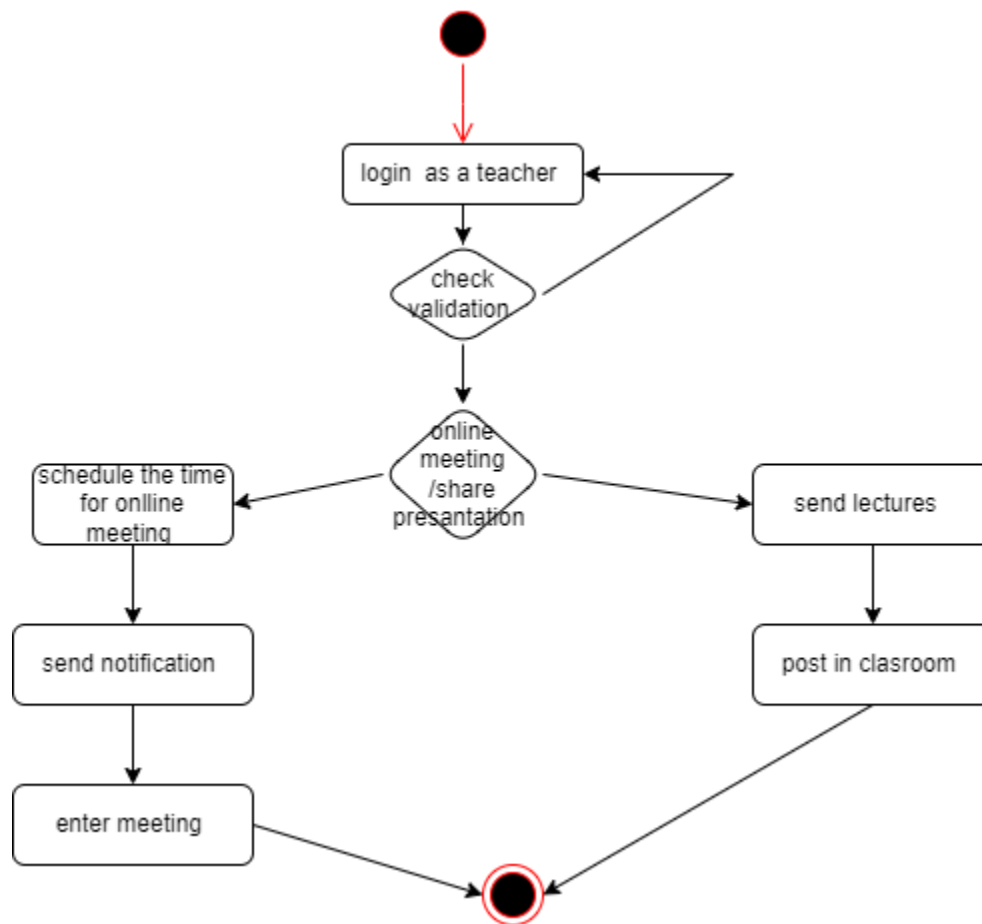 login as a teacher
check
validation
online
meeting
/share
presantation
schedule the time
for onlline
meeting
send lectures
send notification
post in clasroom
enter meeting